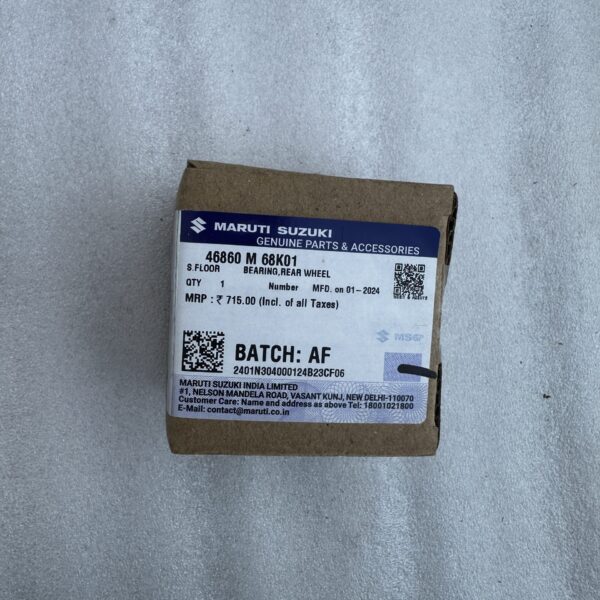 MARUTI SUZUKI
GENUINE PARTS & ACCESSORIES
46860 M 68K01
S.FLOOR BEARING,REAR WHEEL
QTY 1 Number MFD. on 01-2024
MRP : ₹ 715.00 (Incl. of all Taxes)
MSGP
BATCH: AF
2401N304000124B23CF06
MARUTI SUZUKI INDIA LIMITED
#1, NELSON MANDELA ROAD, VASANT KUNJ, NEW DELHI-110070
Customer Care: Name and address as above Tel: 18001021800
E-Mail: contact@maruti.co.in